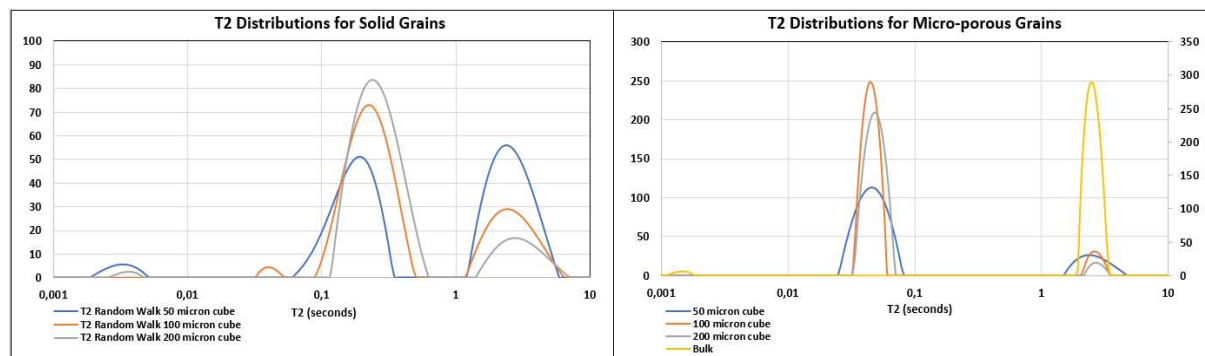 T2 Distributions for Solid Grains
100
90
80
70
60
50
40
30
20
10
0
0,001 0,01 0,1 1 10
T2 (seconds)
T2 Random Walk 50 micron cube
T2 Random Walk 100 micron cube
T2 Random Walk 200 micron cube
T2 Distributions for Micro-porous Grains
300
250
200
150
100
50
0
350
300
250
200
150
100
50
0
0,001 0,01 0,1 1 10
T2 (seconds)
50 micron cube
100 micron cube
200 micron cube
Bulk